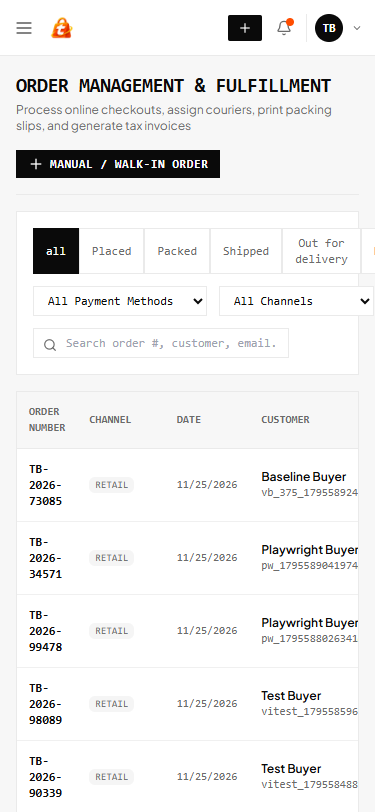 TB
ORDER MANAGEMENT & FULFILLMENT
Process online checkouts, assign couriers, print packing
slips, and generate tax invoices
+ MANUAL / WALK-IN ORDER
all Placed Packed Shipped Out for
delivery
All Payment Methods All Channels
Search order #, customer, email.
ORDER
NUMBER CHANNEL DATE CUSTOMER
TB-
2026-
73085 RETAIL 11/25/2026 Baseline Buyer
vb_375_179558924
TB-
2026-
34571 RETAIL 11/25/2026 Playwright Buyer
pw_1795589041974
TB-
2026-
99478 RETAIL 11/25/2026 Playwright Buyer
pw_1795588026341
TB-
2026-
98089 RETAIL 11/25/2026 Test Buyer
vitest_179558596
TB-
2026-
90339 RETAIL 11/25/2026 Test Buyer
vitest_179558488